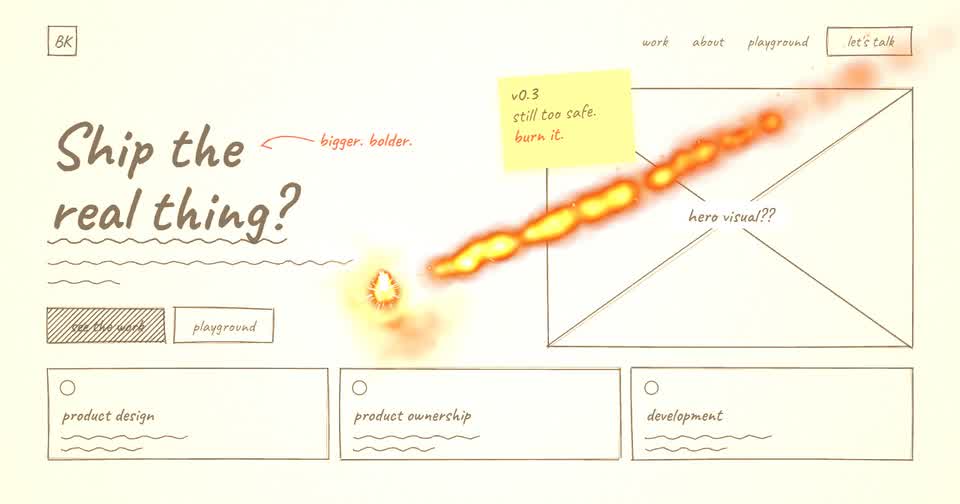 BK
work about playground let's talk
v0.3
still too safe.
burn it.
Ship the
real thing?
bigger. bolder.
hero visual??
see the work
playground
product design
product ownership
development